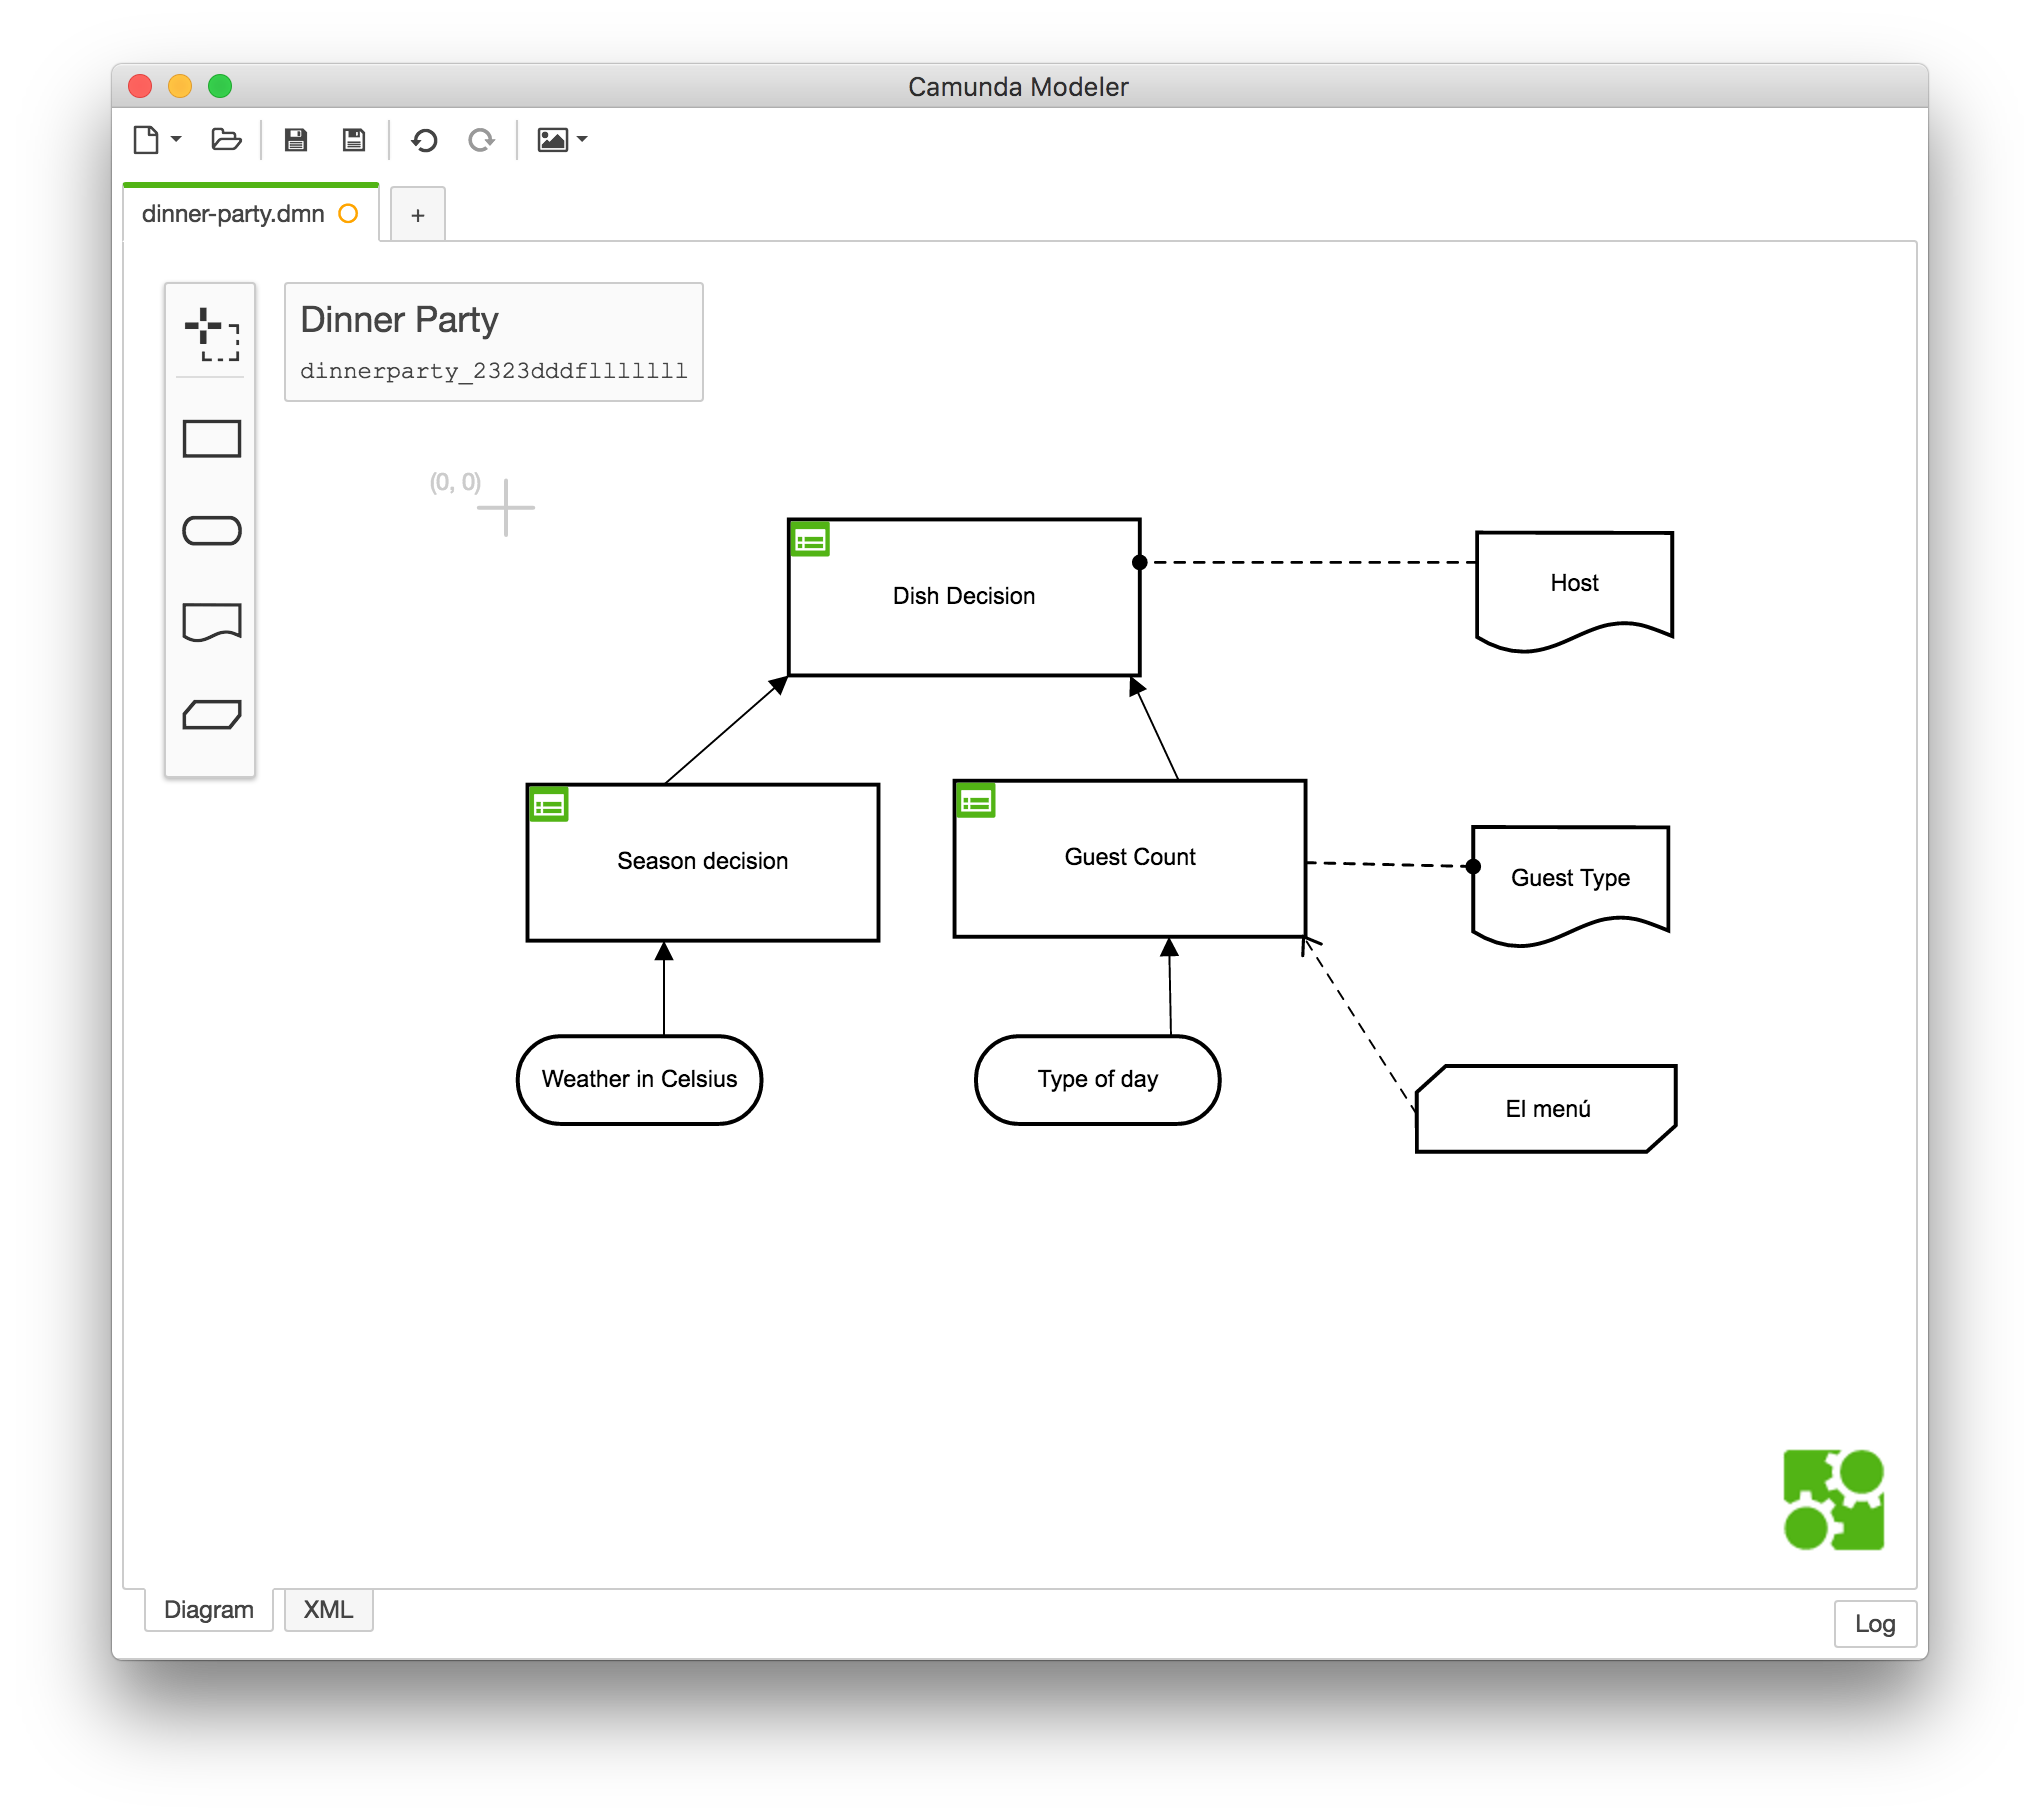 Camunda Modeler
dinner-party.dmn
+
Dinner Party
dinnerparty_2323dddflllllll
(0, 0)
Dish Decision
Host
Season decision
Guest Count
Guest Type
Weather in Celsius
Type of day
El menú
Diagram
XML
Log